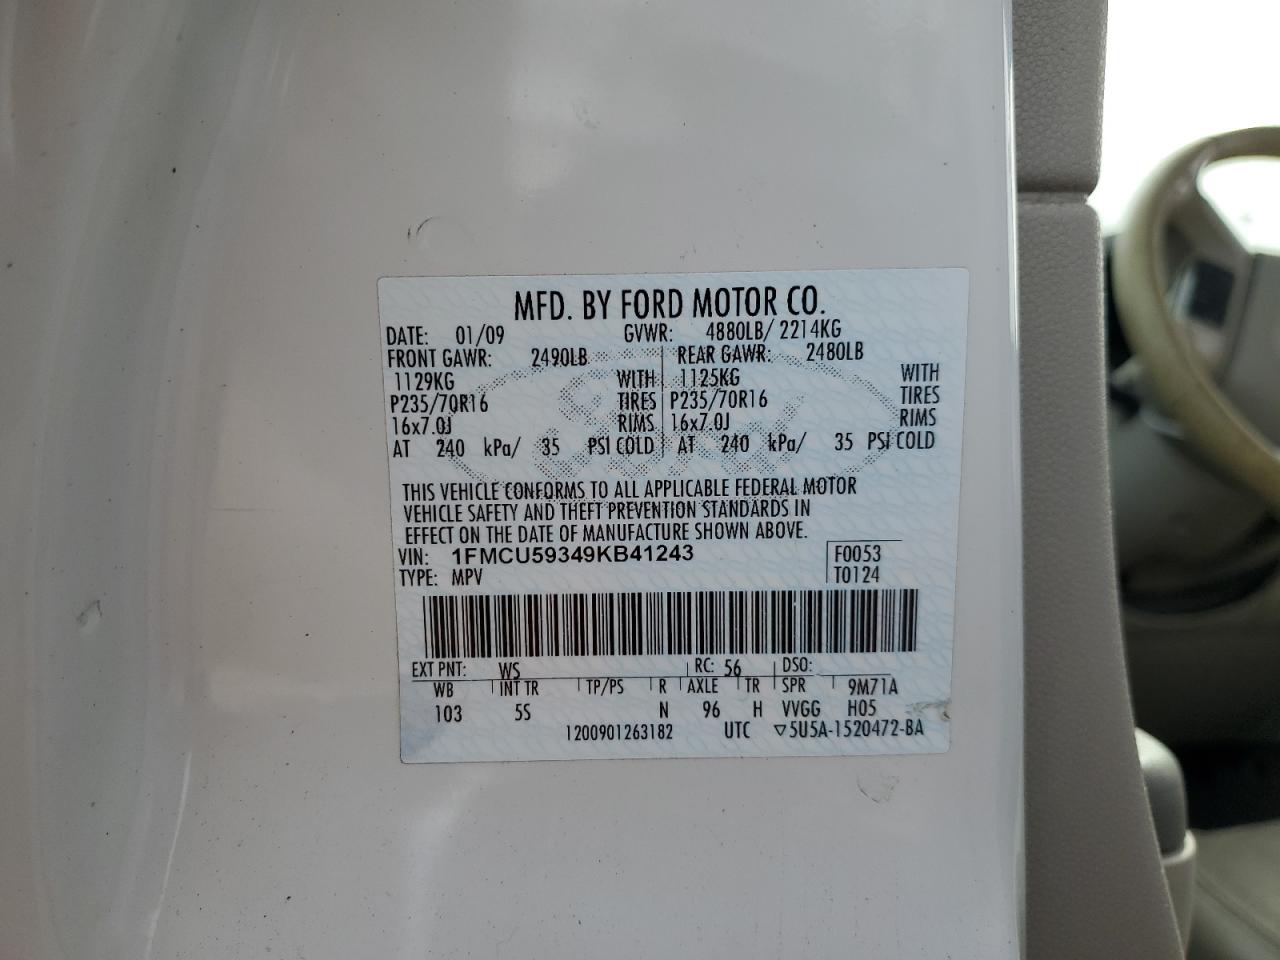 MFD. BY FORD MOTOR CO.
DATE: 01/09 GVWR: 4880LB/ 2214KG
FRONT GAWR: 2490LB REAR GAWR: 2480LB
1129KG WITH 1125KG WITH
P235/70R16 TIRES P235/70R16 TIRES
16x7.0J RIMS 16x7.0J RIMS
AT 240 kPa/ 35 PSI COLD AT 240 kPa/ 35 PSI COLD
THIS VEHICLE CONFORMS TO ALL APPLICABLE FEDERAL MOTOR
VEHICLE SAFETY AND THEFT PREVENTION STANDARDS IN
EFFECT ON THE DATE OF MANUFACTURE SHOWN ABOVE.
VIN: 1FMCU59349KB41243 F0053
TYPE: MPV T0124
EXT PNT: WS RC: 56 DSO:
WB INT TR TP/PS R AXLE TR SPR 9M71A
103 5S N 96 H VVGG H05
1200901263182 UTC ▽5U5A-1520472-BA